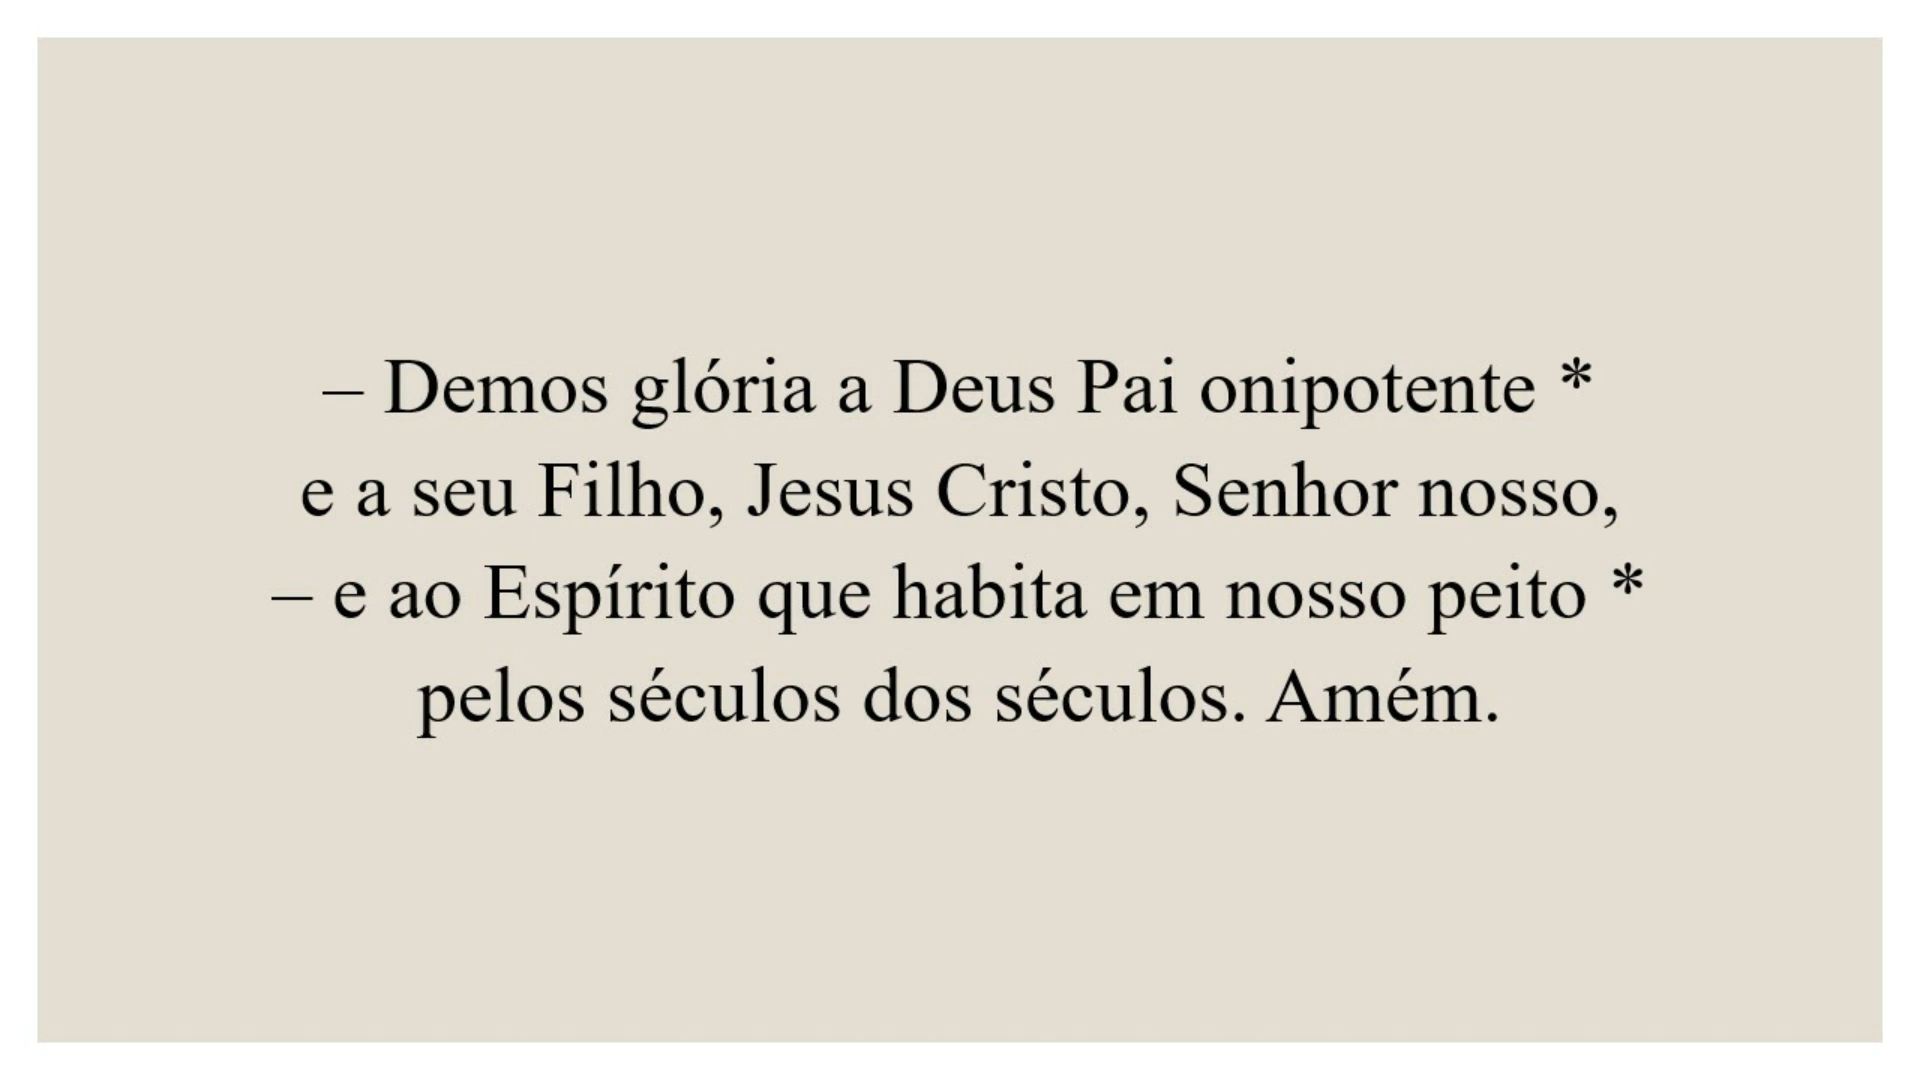 – Demos glória a Deus Pai onipotente *
e a seu Filho, Jesus Cristo, Senhor nosso,
– e ao Espírito que habita em nosso peito *
pelos séculos dos séculos. Amém.